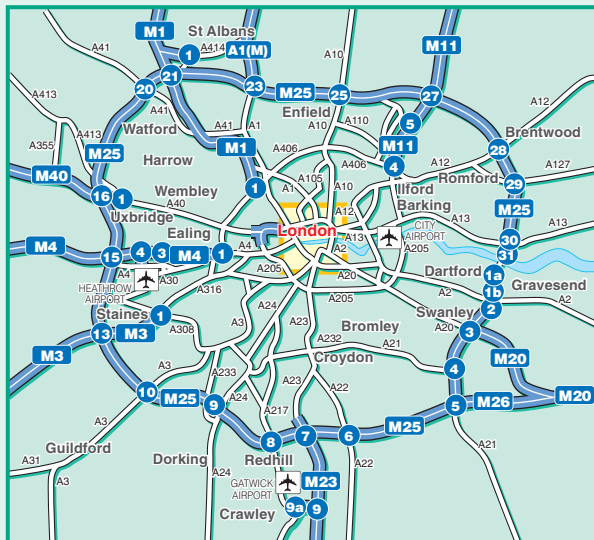 M1
St Albans
M11
A41
1
A414
A1(M)
A10
21
20
23
M25
25
27
A413
A41
A41
A1
Enfield
A12
Watford
A10
A110
5
Brentwood
A355
A413
M25
Harrow
M1
A406
A406
M11
4
A12
28
M40
Romford
A127
Wembley
1
A1
A105
A10
Ilford
29
16
1
A40
Barking
M25
Uxbridge
A12
A13
London
Ealing
A13
CITY
AIRPORT
A13
30
M4
15
4
3
M4
1
A4
A2
A205
31
A4
A30
A205
A20
Dartford
1a
HEATHROW
AIRPORT
A316
A205
A2
1b
Gravesend
Staines
1
A3
A24
A23
Swanley
2
A2
13
M3
A308
Bromley
A20
3
M3
A232
A21
M20
A3
Croydon
A233
4
10
M25
A24
A23
A22
M20
9
A217
M25
5
M26
A3
8
7
6
Guildford
A21
Dorking
Redhill
A31
A24
GATWICK
AIRPORT
M23
A22
A3
9a
9
Crawley